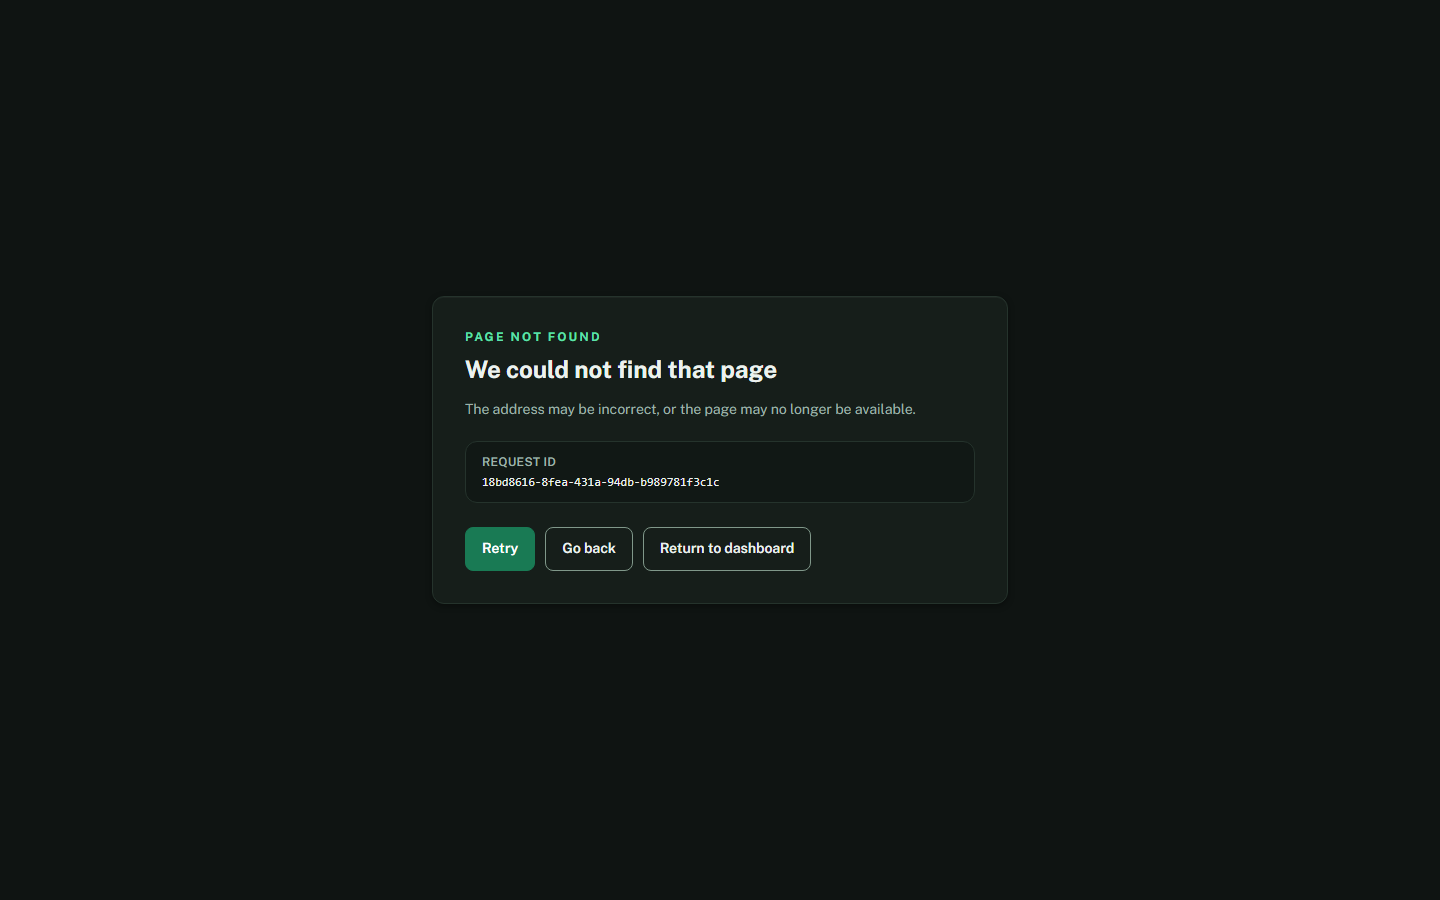 PAGE NOT FOUND
We could not find that page
The address may be incorrect, or the page may no longer be available.
REQUEST ID
18bd8616-8fea-431a-94db-b989781f3c1c
Retry
Go back
Return to dashboard